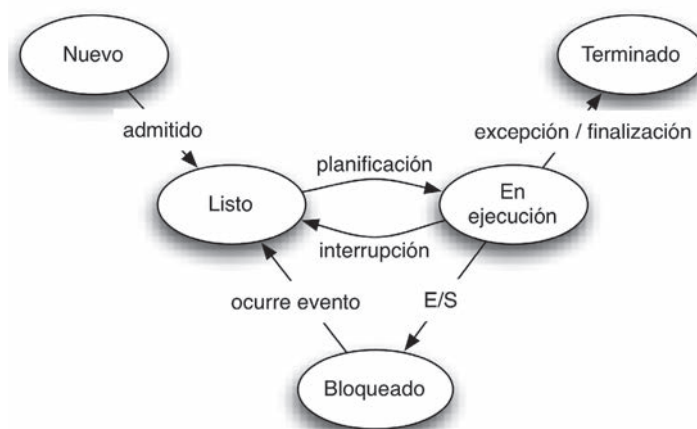 Nuevo
Terminado
admitido
excepción / finalización
planificación
Listo
En
ejecución
interrupción
ocurre evento
E/S
Bloqueado